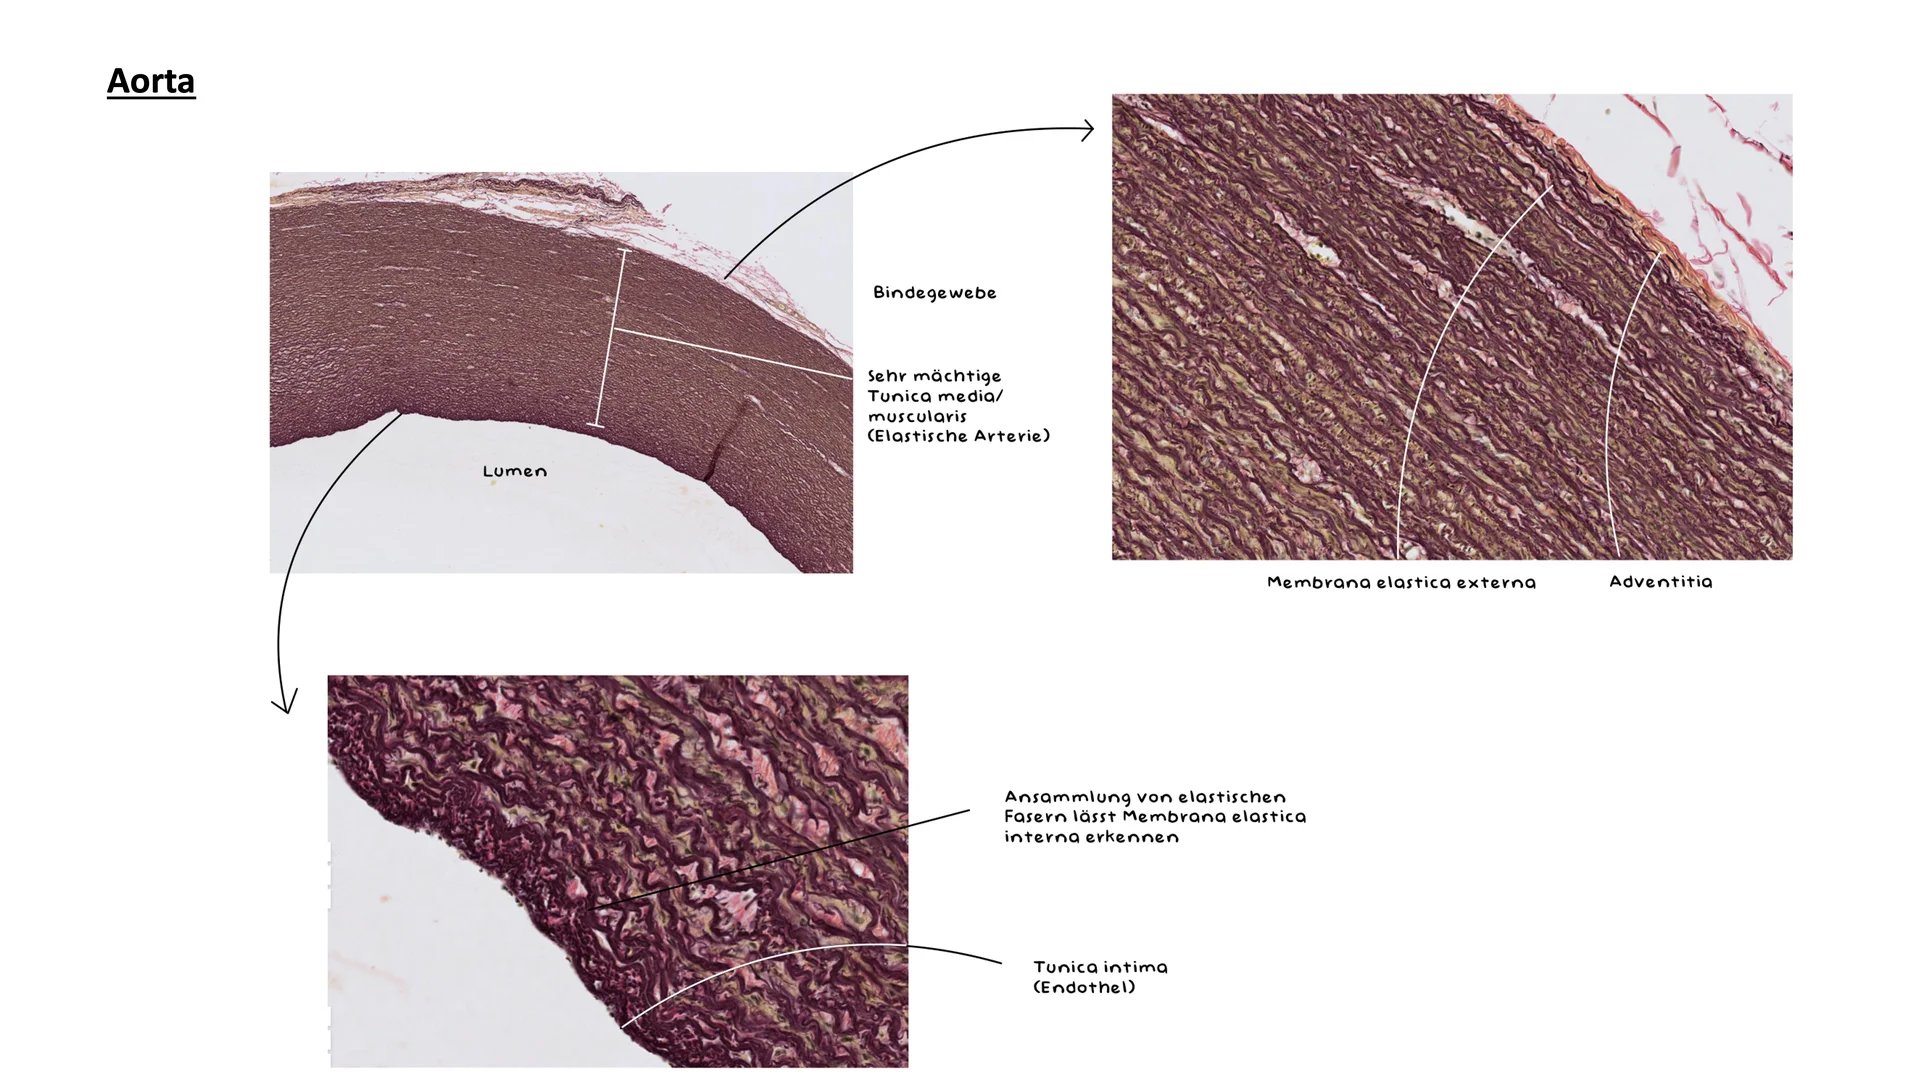 Aorta
Bindegewebe
Sehr mächtige
Tunica media/
muscularis
(Elastische Arterie)
Lumen
Membrana elastica externa
Adventitia
Ansammlung von elastischen
Fasern lässt Membrana elastica
interna erkennen
Tunica intima
(Endothel)